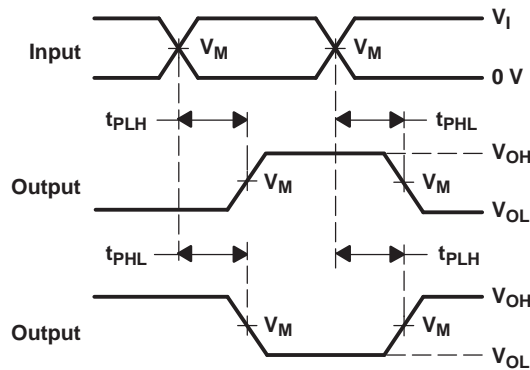 V_I
Input V_M V_M
0 V
t_PLH t_PHL
V_OH
Output V_M V_M
V_OL
t_PHL t_PLH
V_OH
Output V_M V_M
V_OL